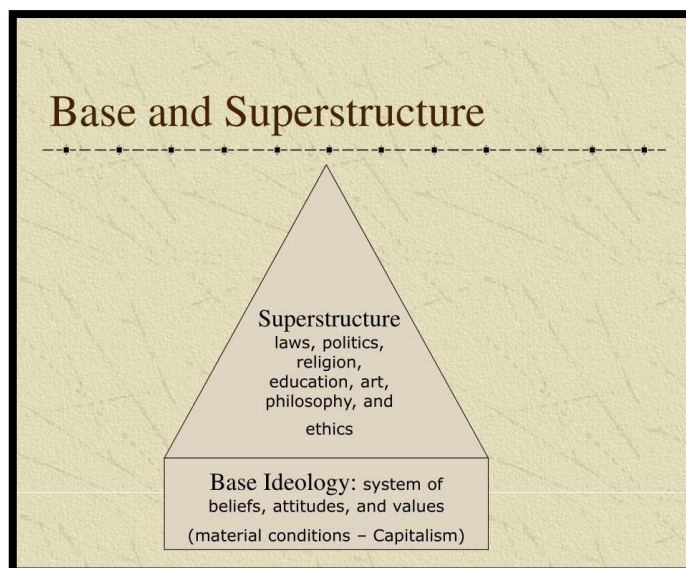 Base and Superstructure
Superstructure
laws, politics,
religion,
education, art,
philosophy, and
ethics
Base Ideology: system of
beliefs, attitudes, and values
(material conditions – Capitalism)